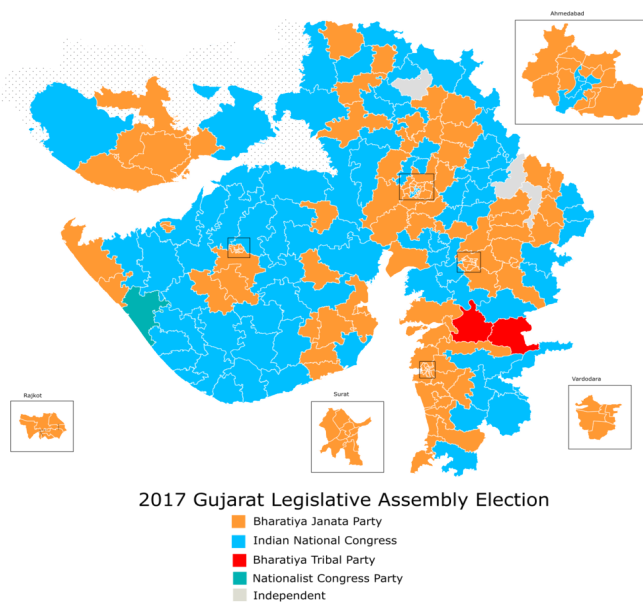 Ahmedabad
Rajkot
Surat
Vardodara
2017 Gujarat Legislative Assembly Election
Bharatiya Janata Party
Indian National Congress
Bharatiya Tribal Party
Nationalist Congress Party
Independent